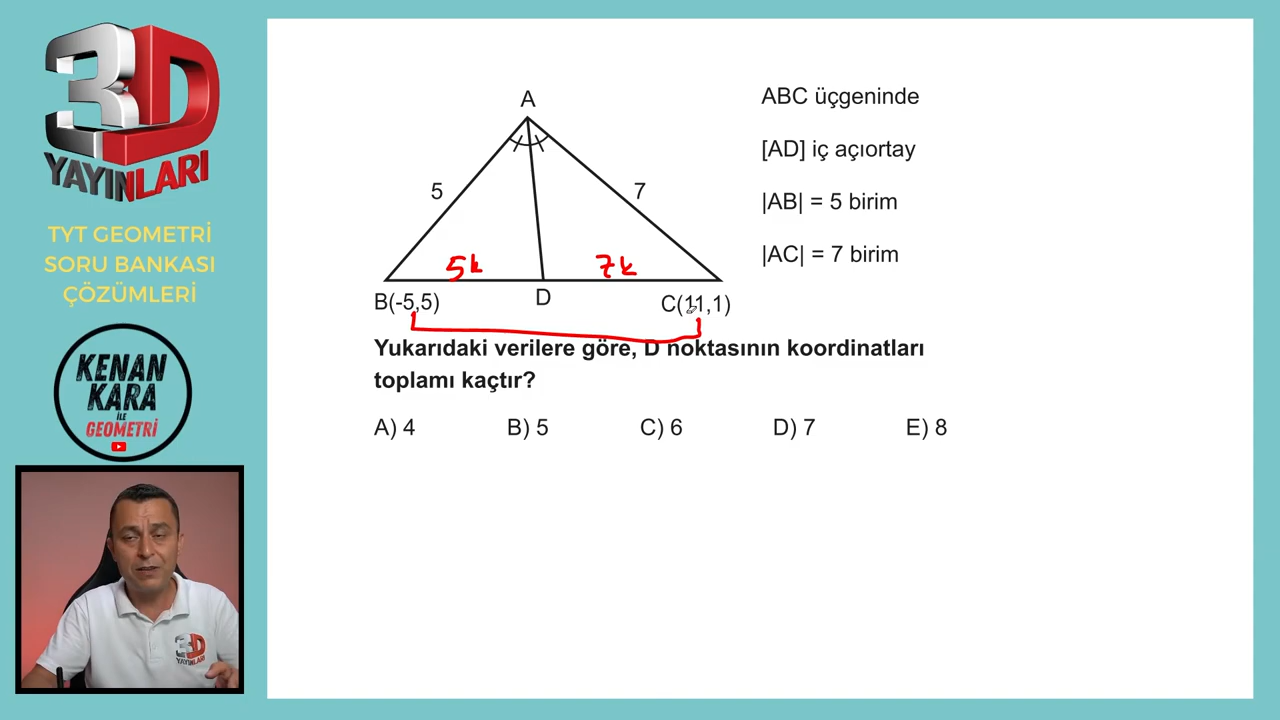 3D
YAYINLARI
TYT GEOMETRİ
SORU BANKASI
ÇÖZÜMLERİ
KENAN
KARA
İLE
GEOMETRİ
3D
YAYINLARI
A
5
7
5k
7k
B(-5,5)
D
C(11,1)
ABC üçgeninde
[AD] iç açıortay
|AB| = 5 birim
|AC| = 7 birim
Yukarıdaki verilere göre, D noktasının koordinatları
toplamı kaçtır?
A) 4 B) 5 C) 6 D) 7 E) 8